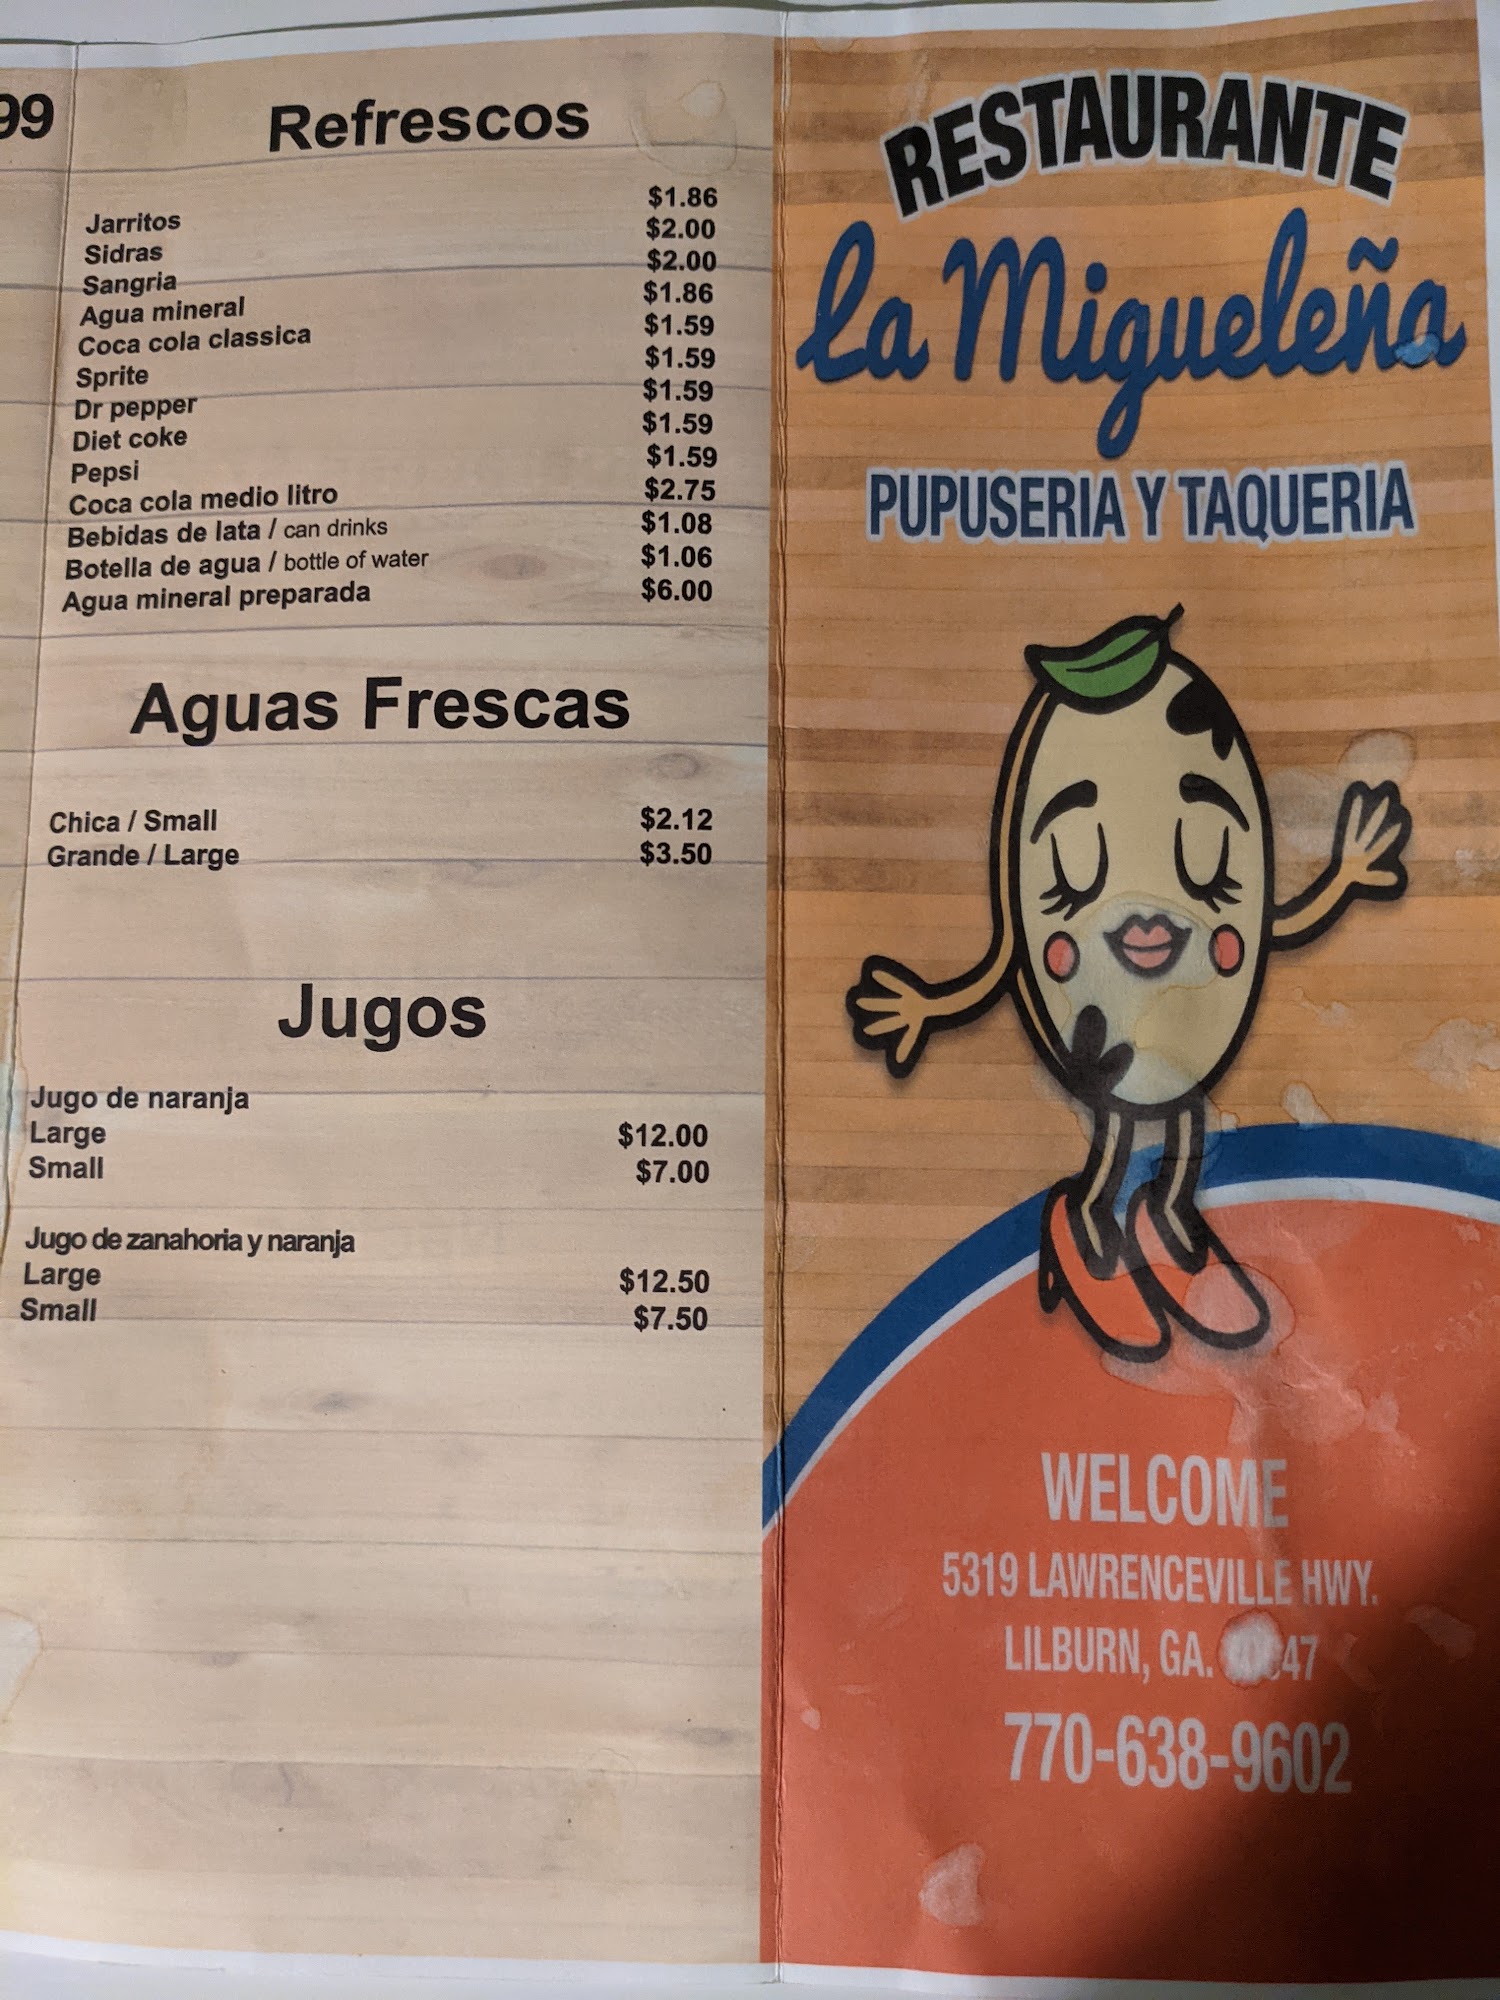 99
Refrescos
Jarritos $1.86
Sidras $2.00
Sangria $2.00
Agua mineral $1.86
Coca cola classica $1.59
Sprite $1.59
Dr pepper $1.59
Diet coke $1.59
Pepsi $1.59
Coca cola medio litro $2.75
Bebidas de lata / can drinks $1.08
Botella de agua / bottle of water $1.06
Agua mineral preparada $6.00
Aguas Frescas
Chica / Small $2.12
Grande / Large $3.50
Jugos
Jugo de naranja
Large $12.00
Small $7.00
Jugo de zanahoria y naranja
Large $12.50
Small $7.50
RESTAURANTE
La Migueleña
PUPUSERIA Y TAQUERIA
WELCOME
5319 LAWRENCEVILLE HWY.
LILBURN, GA.
770-638-9602